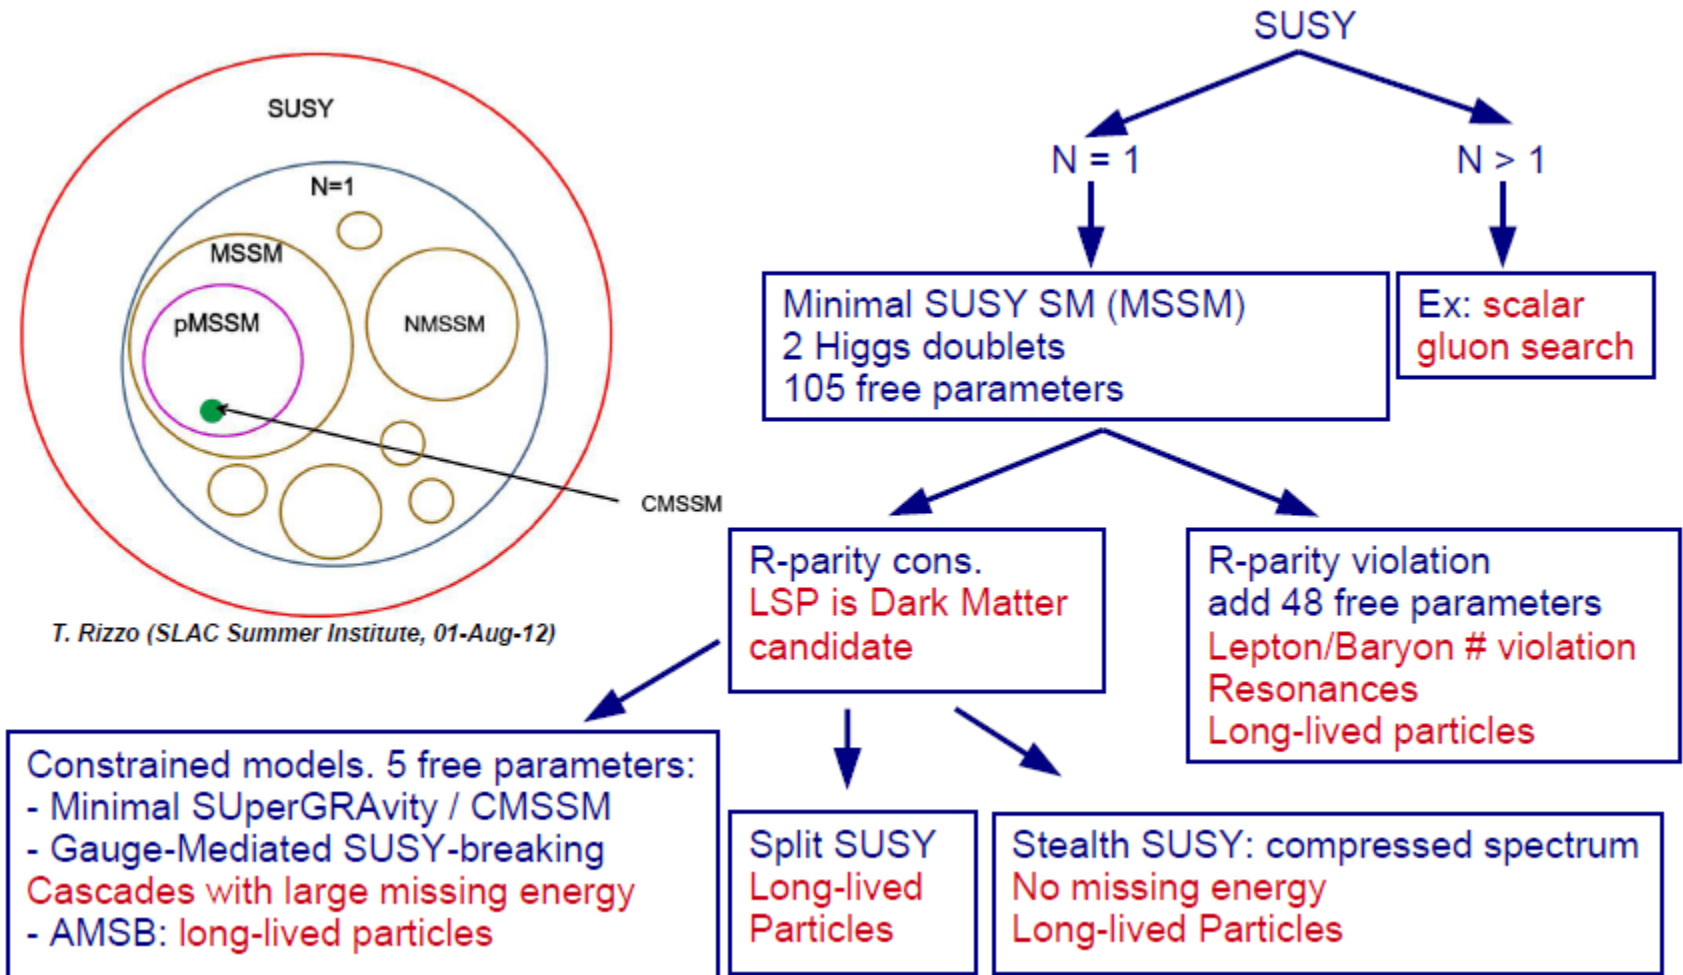 SUSY
N=1
MSSM
pMSSM
NMSSM
CMSSM
T. Rizzo (SLAC Summer Institute, 01-Aug-12)
SUSY
N = 1
N > 1
Minimal SUSY SM (MSSM)
2 Higgs doublets
105 free parameters
Ex: scalar
gluon search
R-parity cons.
LSP is Dark Matter
candidate
R-parity violation
add 48 free parameters
Lepton/Baryon # violation
Resonances
Long-lived particles
Constrained models. 5 free parameters:
- Minimal SUperGRAvity / CMSSM
- Gauge-Mediated SUSY-breaking
Cascades with large missing energy
- AMSB: long-lived particles
Split SUSY
Long-lived
Particles
Stealth SUSY: compressed spectrum
No missing energy
Long-lived Particles